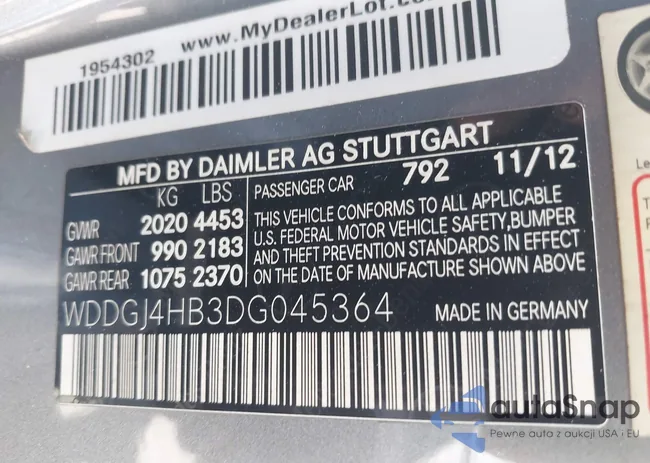 www.MyDealerLot.com
1954302
MFD BY DAIMLER AG STUTTGART
KG LBS PASSENGER CAR 792 11/12
GVWR 2020 4453
GAWR FRONT 990 2183
GAWR REAR 1075 2370
THIS VEHICLE CONFORMS TO ALL APPLICABLE
U.S. FEDERAL MOTOR VEHICLE SAFETY, BUMPER
AND THEFT PREVENTION STANDARDS IN EFFECT
ON THE DATE OF MANUFACTURE SHOWN ABOVE
WDDGJ4HB3DG045364 MADE IN GERMANY
autaSnap
Pewne auta z aukcji USA i EU